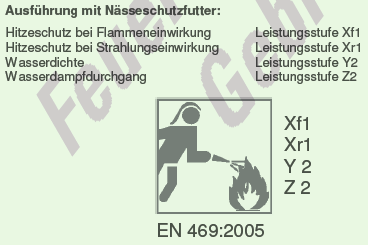 Ausführung mit Nässeschutzfutter:
Hitzeschutz bei Flammeneinwirkung Leistungsstufe Xf1
Hitzeschutz bei Strahlungseinwirkung Leistungsstufe Xr1
Wasserdichte Leistungsstufe Y2
Wasserdampfdurchgang Leistungsstufe Z2
Xf1
Xr1
Y 2
Z 2
EN 469:2005